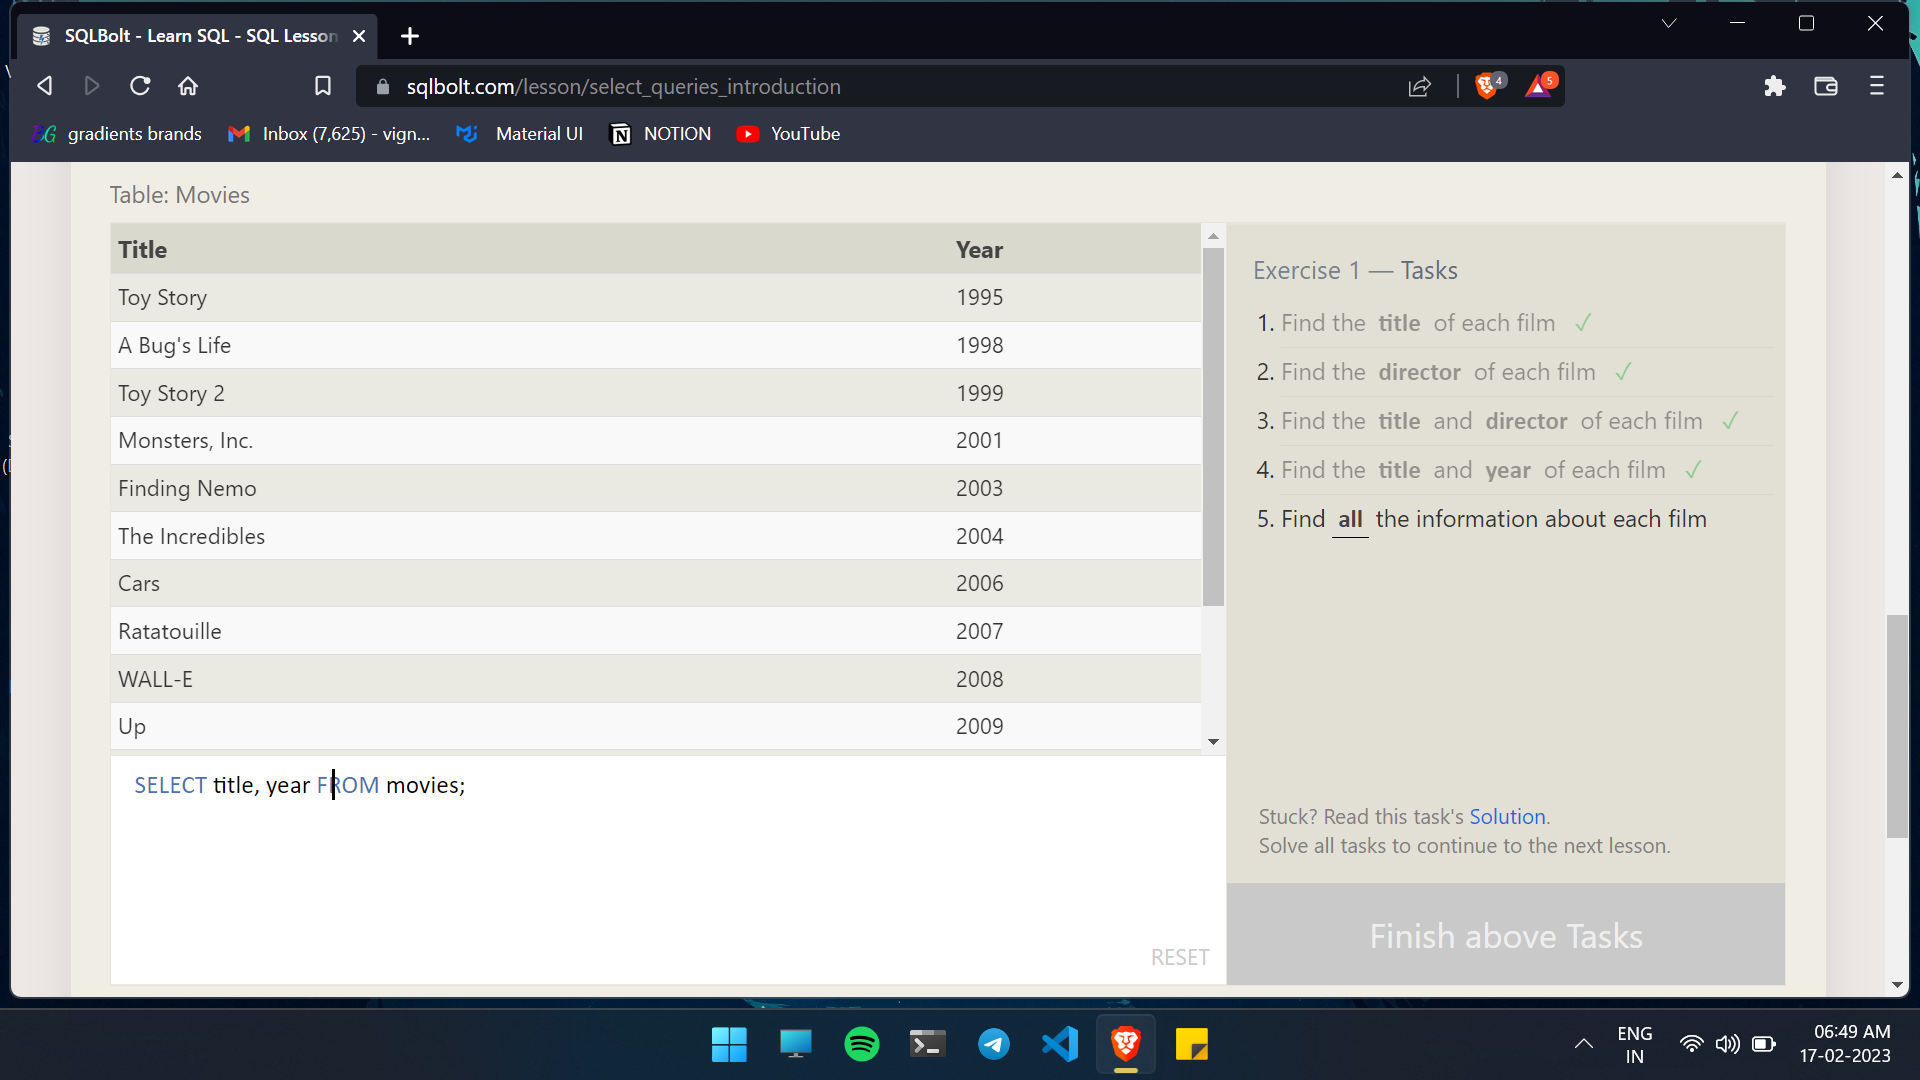 SQLBolt - Learn SQL - SQL Lesson
sqlbolt.com/lesson/select_queries_introduction
4
5
BG gradients brands
Inbox (7,625) - vign...
Material UI
NOTION
YouTube
Table: Movies
Title Year
Toy Story 1995
A Bug's Life 1998
Toy Story 2 1999
Monsters, Inc. 2001
Finding Nemo 2003
The Incredibles 2004
Cars 2006
Ratatouille 2007
WALL-E 2008
Up 2009
SELECT title, year FROM movies;
RESET
Exercise 1 — Tasks
1. Find the title of each film ✓
2. Find the director of each film ✓
3. Find the title and director of each film ✓
4. Find the title and year of each film ✓
5. Find all the information about each film
Stuck? Read this task's Solution.
Solve all tasks to continue to the next lesson.
Finish above Tasks
ENG
IN
06:49 AM
17-02-2023